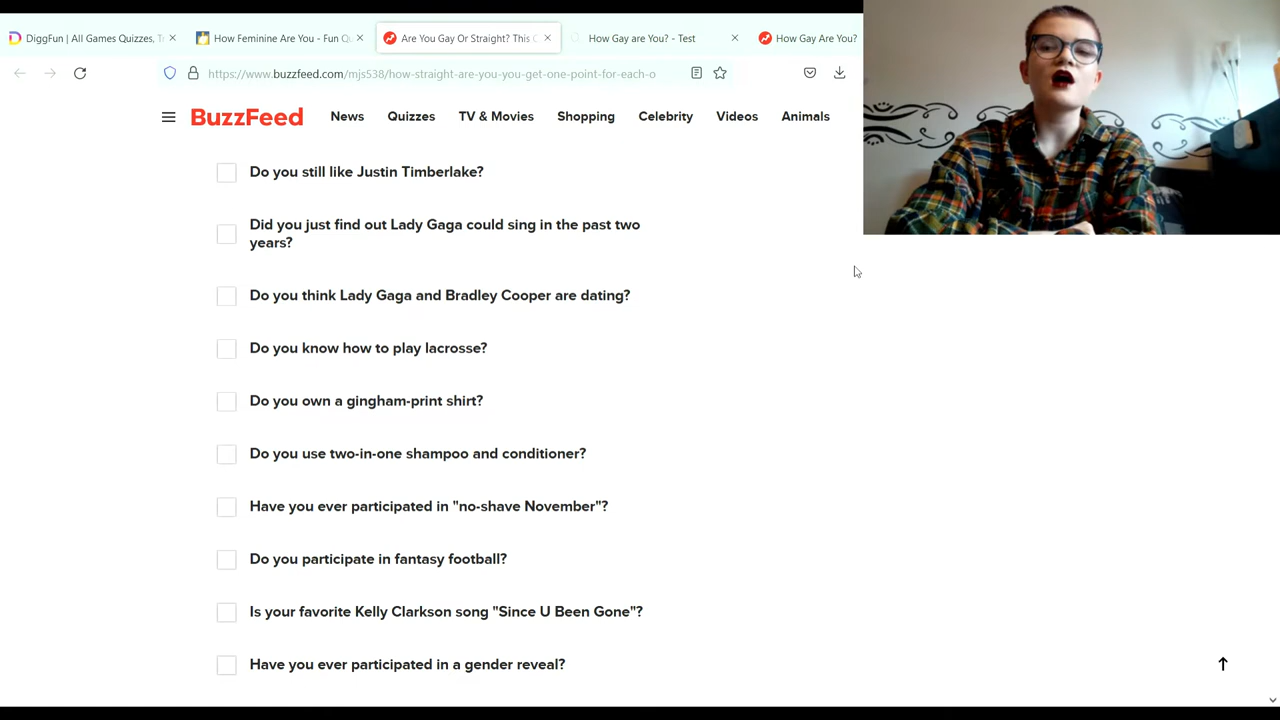 DiggFun | All Games Quizzes, T
How Feminine Are You - Fun Qu
Are You Gay Or Straight? This
How Gay are You? - Test
How Gay Are You?
https://www.buzzfeed.com/mjs538/how-straight-are-you-you-get-one-point-for-each-o
BuzzFeed
News
Quizzes
TV & Movies
Shopping
Celebrity
Videos
Animals
Do you still like Justin Timberlake?
Did you just find out Lady Gaga could sing in the past two
years?
Do you think Lady Gaga and Bradley Cooper are dating?
Do you know how to play lacrosse?
Do you own a gingham-print shirt?
Do you use two-in-one shampoo and conditioner?
Have you ever participated in "no-shave November"?
Do you participate in fantasy football?
Is your favorite Kelly Clarkson song "Since U Been Gone"?
Have you ever participated in a gender reveal?